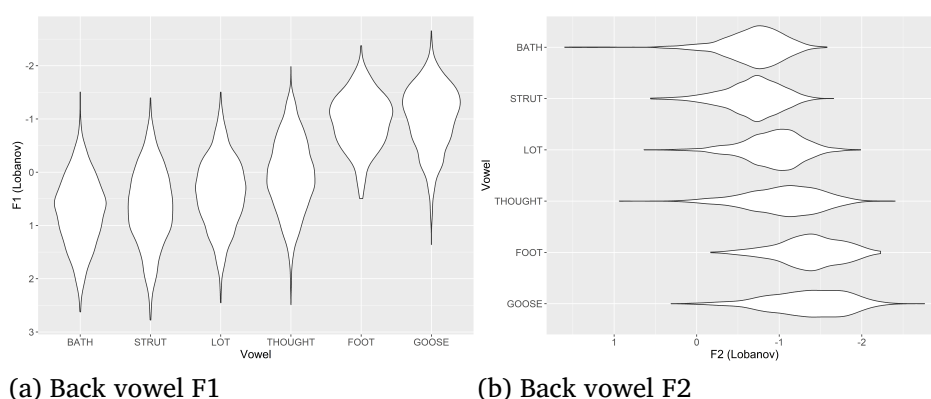 -2
-1
0
1
2
3
F1 (Lobanov)
BATH STRUT LOT THOUGHT FOOT GOOSE
Vowel
BATH
STRUT
LOT
THOUGHT
FOOT
GOOSE
Vowel
1 0 -1 -2
F2 (Lobanov)
(a) Back vowel F1
(b) Back vowel F2